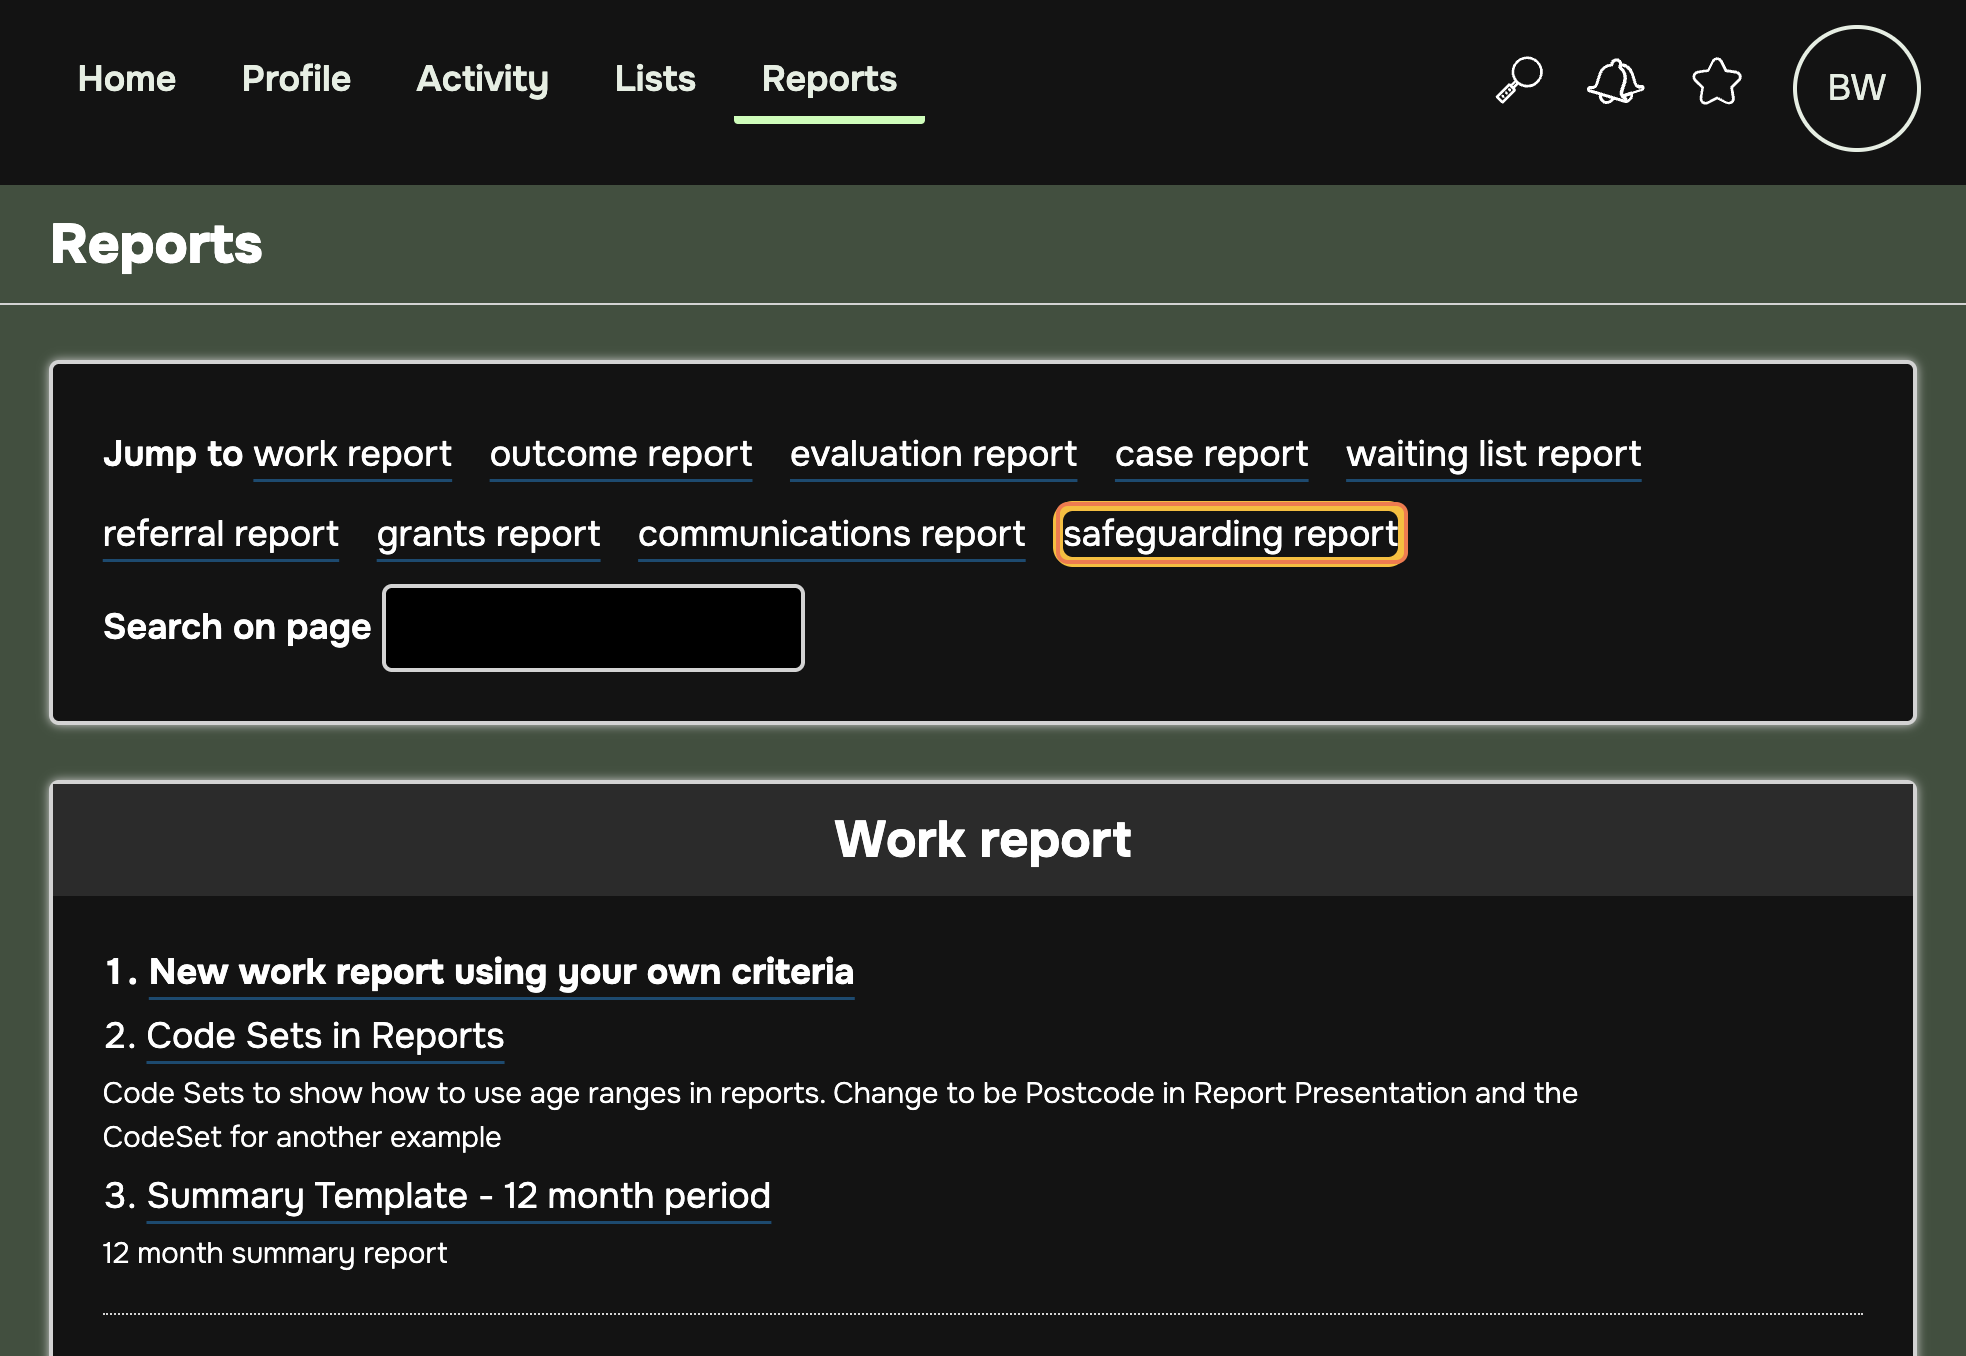 Home Profile Activity Lists Reports BW
Reports
Jump to work report outcome report evaluation report case report waiting list report
referral report grants report communications report safeguarding report
Search on page
Work report
1. New work report using your own criteria
2. Code Sets in Reports
Code Sets to show how to use age ranges in reports. Change to be Postcode in Report Presentation and the
CodeSet for another example
3. Summary Template - 12 month period
12 month summary report